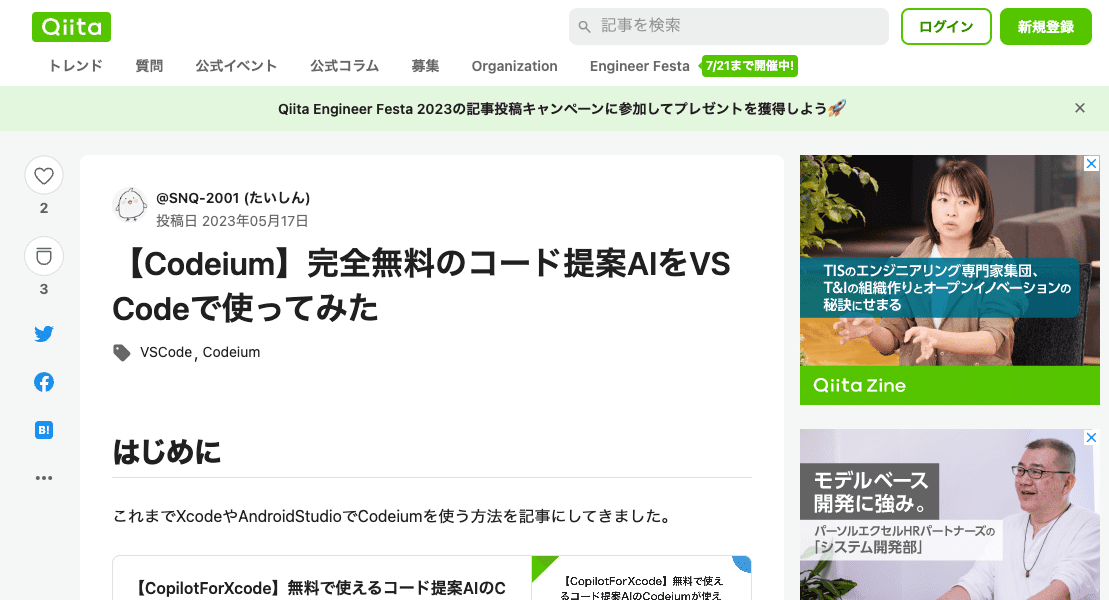 Qiita
記事を検索
ログイン
新規登録
トレンド 質問 公式イベント 公式コラム 募集 Organization Engineer Festa 7/21まで開催中!
Qiita Engineer Festa 2023の記事投稿キャンペーンに参加してプレゼントを獲得しよう🚀
2
3
B!
@SNQ-2001 (たいしん)
投稿日 2023年05月17日
【Codeium】完全無料のコード提案AIをVS
Codeで使ってみた
VSCode , Codeium
はじめに
これまでXcodeやAndroidStudioでCodeiumを使う方法を記事にしてきました。
【CopilotForXcode】無料で使えるコード提案AIのC
【CopilotForXcode】無料で使え
るコード提案AIのCodeiumが使え
TISのエンジニアリング専門家集団、
T&Iの組織作りとオープンイノベーションの
秘訣にせまる
Qiita Zine
モデルベース
開発に強み。
パーソルエクセルHRパートナーズの
「システム開発部」